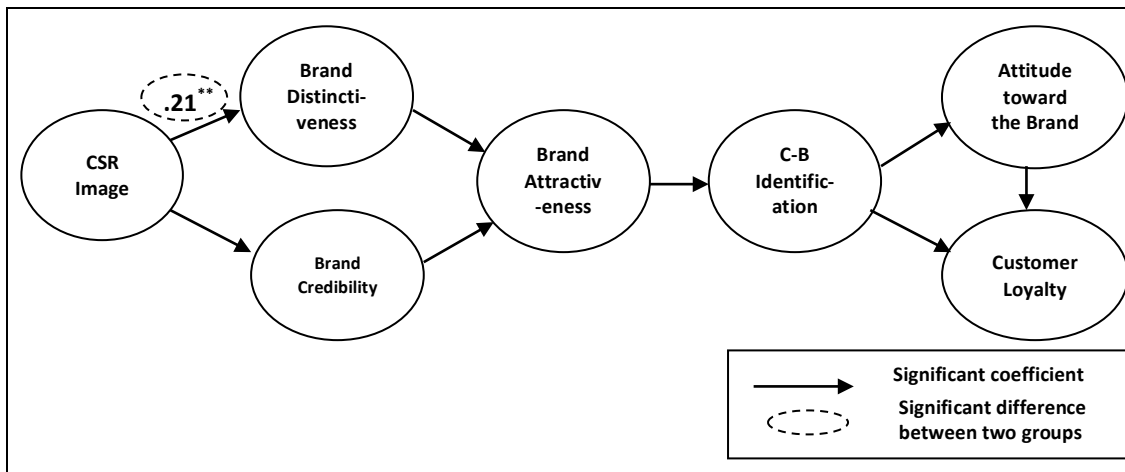 .21**
CSR
Image
Brand
Distincti-
veness
Brand
Credibility
Brand
Attractiv
-eness
C-B
Identific-
ation
Attitude
toward
the Brand
Customer
Loyalty
Significant coefficient
Significant difference
between two groups